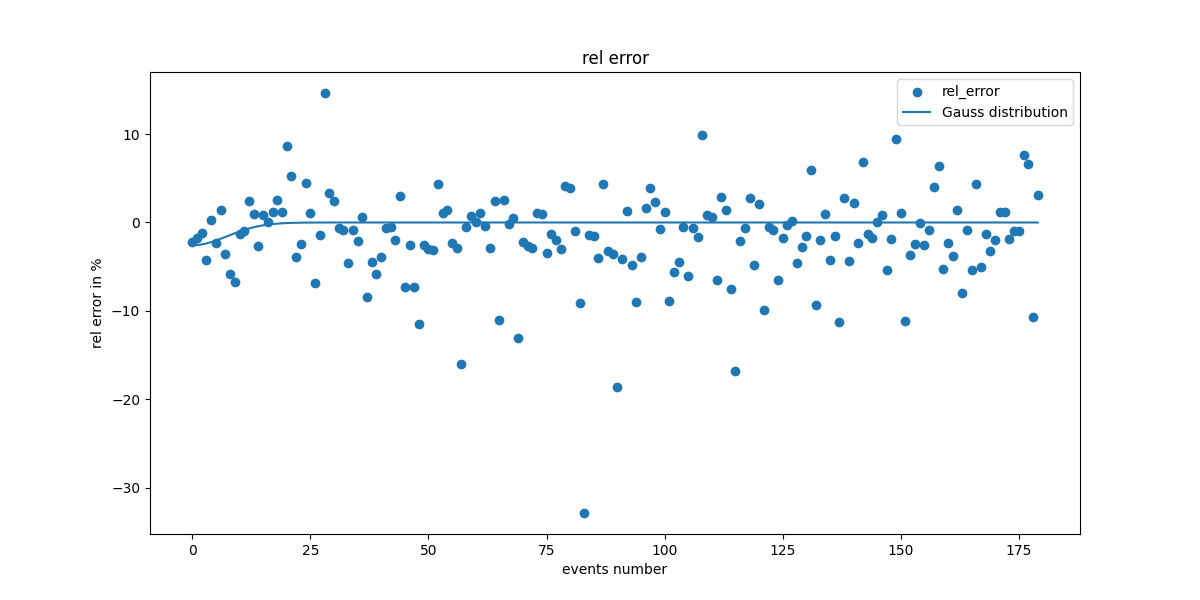 rel error
rel_error
Gauss distribution
10
0
−10
−20
−30
rel error in %
0
25
50
75
100
125
150
175
events number